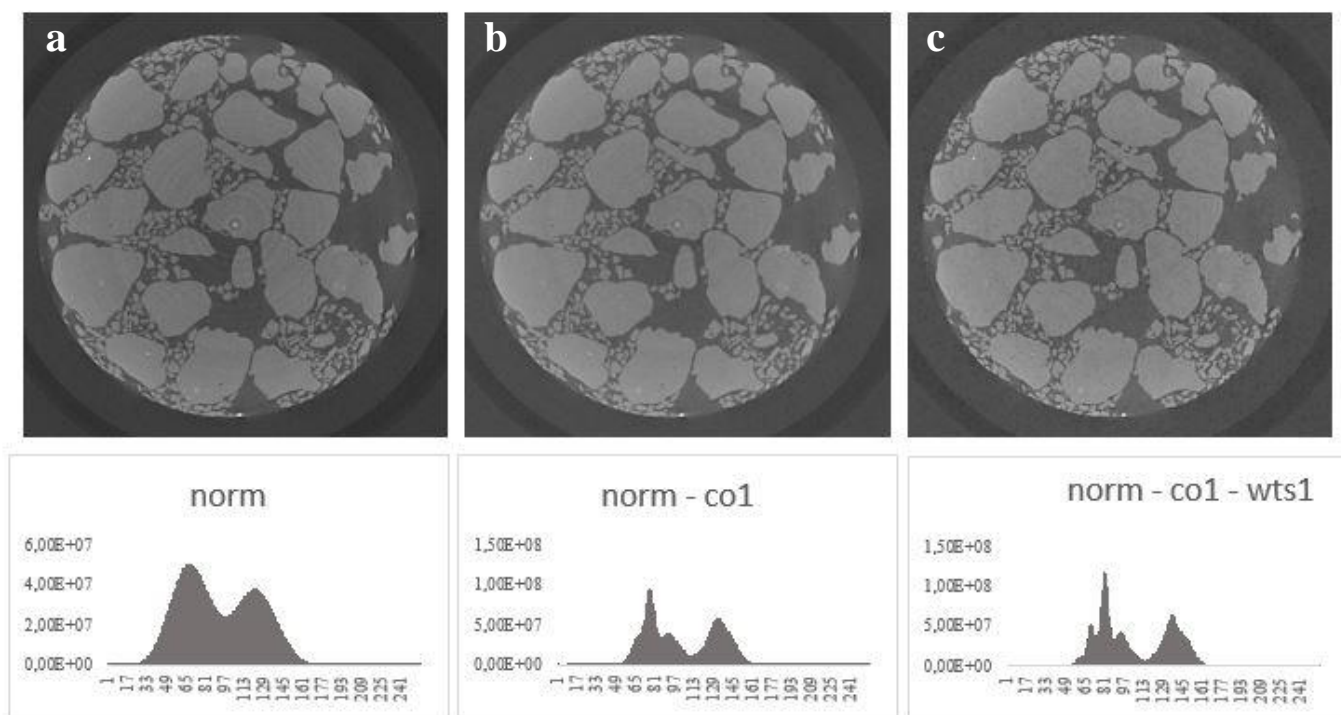 a b c
norm
6,00E+07
4,00E+07
2,00E+07
0,00E+00
1 17 33 49 65 81 97 113 129 145 161 177 193 209 225 241
norm - co1
1,50E+08
1,00E+08
5,00E+07
0,00E+00
1 17 33 49 65 81 97 113 129 145 161 177 193 209 225 241
norm - co1 - wts1
1,50E+08
1,00E+08
5,00E+07
0,00E+00
1 17 33 49 65 81 97 113 129 145 161 177 193 209 225 241